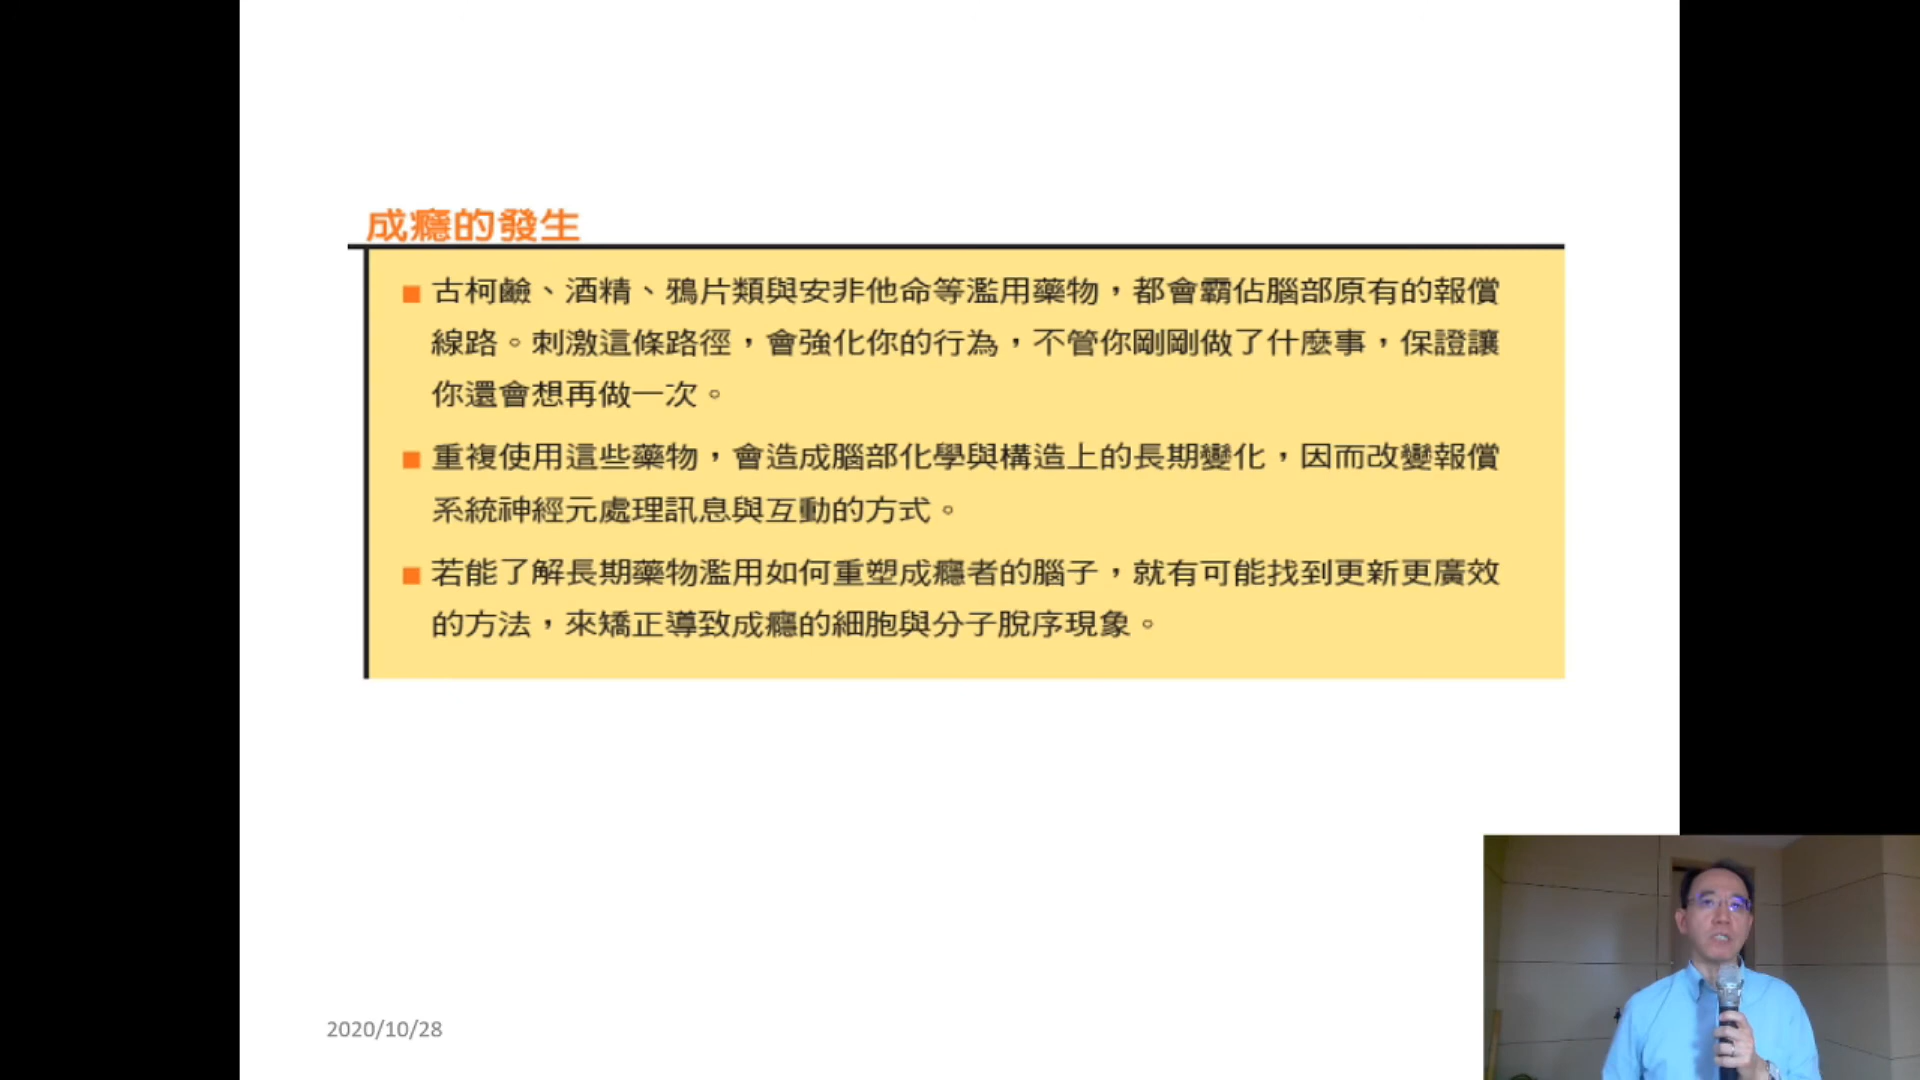 成癮的發生
古柯鹼、酒精、鴉片類與安非他命等濫用藥物，都會霸佔腦部原有的報償
線路。刺激這條路徑，會強化你的行為，不管你剛剛做了什麼事，保證讓
你還會想再做一次。
重複使用這些藥物，會造成腦部化學與構造上的長期變化，因而改變報償
系統神經元處理訊息與互動的方式。
若能了解長期藥物濫用如何重塑成癮者的腦子，就有可能找到更新更廣效
的方法，來矯正導致成癮的細胞與分子脫序現象。
2020/10/28